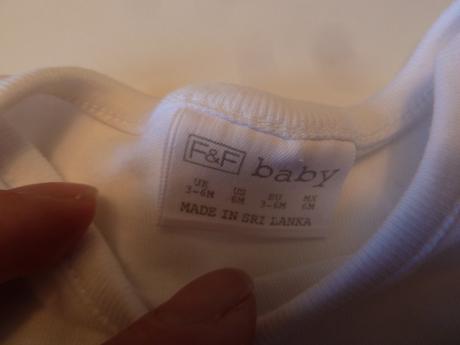 F&F baby
UK US EU MX
3-6M 6M 3-6M 6M
MADE IN SRI LANKA